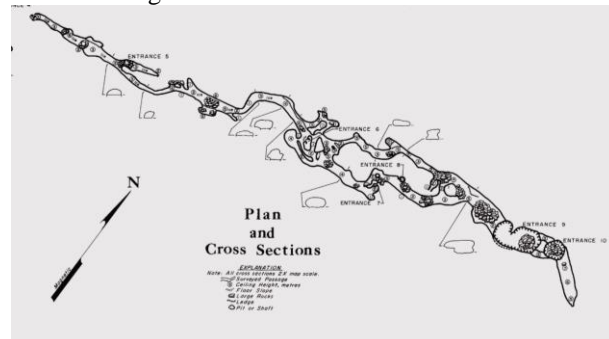 ENTRANCE 5
ENTRANCE 6
ENTRANCE 8
ENTRANCE 7
ENTRANCE 9
ENTRANCE 10
N
Magnetic
Plan
and
Cross Sections
EXPLANATION
Note: All cross sections 2X map scale.
Surveyed Passage
Ceiling Height, metres
Floor Slope
Large Rocks
Ledge
Pit or Shaft